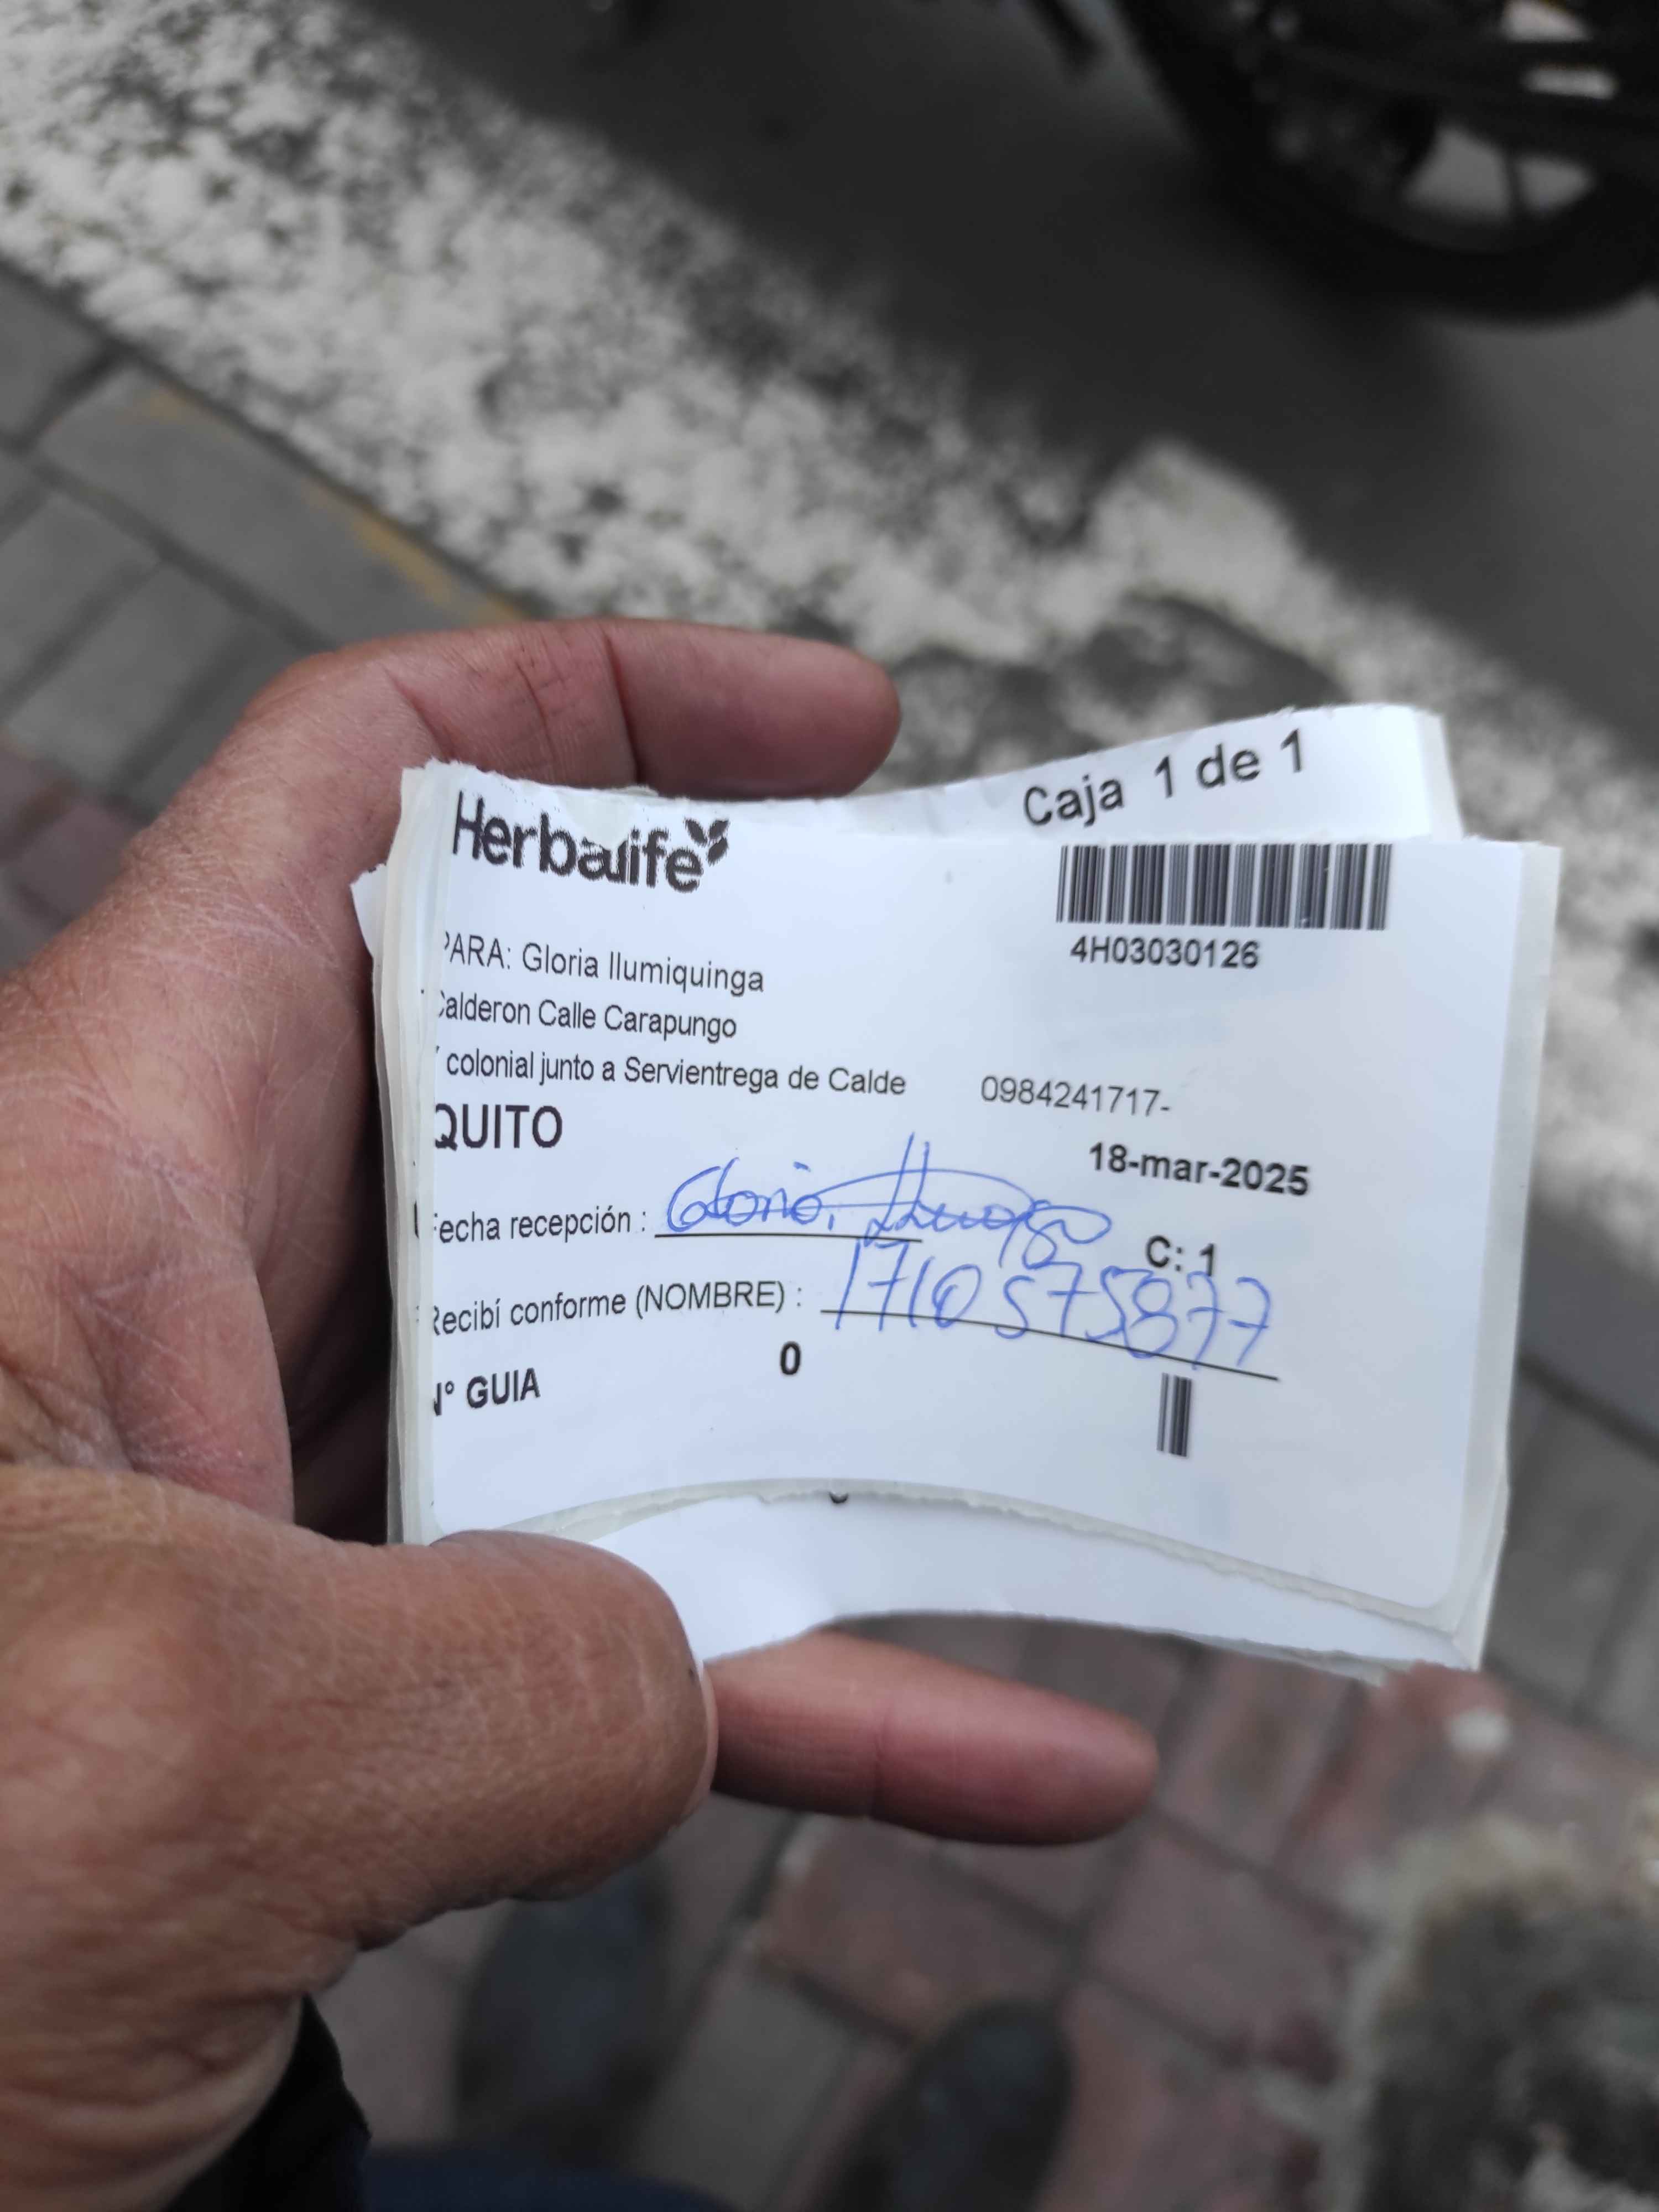 Caja 1 de 1
Herbalife
4H03030126
PARA: Gloria Ilumiquinga
Calderon Calle Carapungo
Y colonial junto a Servientrega de Calde 0984241717-
QUITO
18-mar-2025
Fecha recepción : Gloria
C: 1
Recibí conforme (NOMBRE) : 1710575877
N° GUIA 0